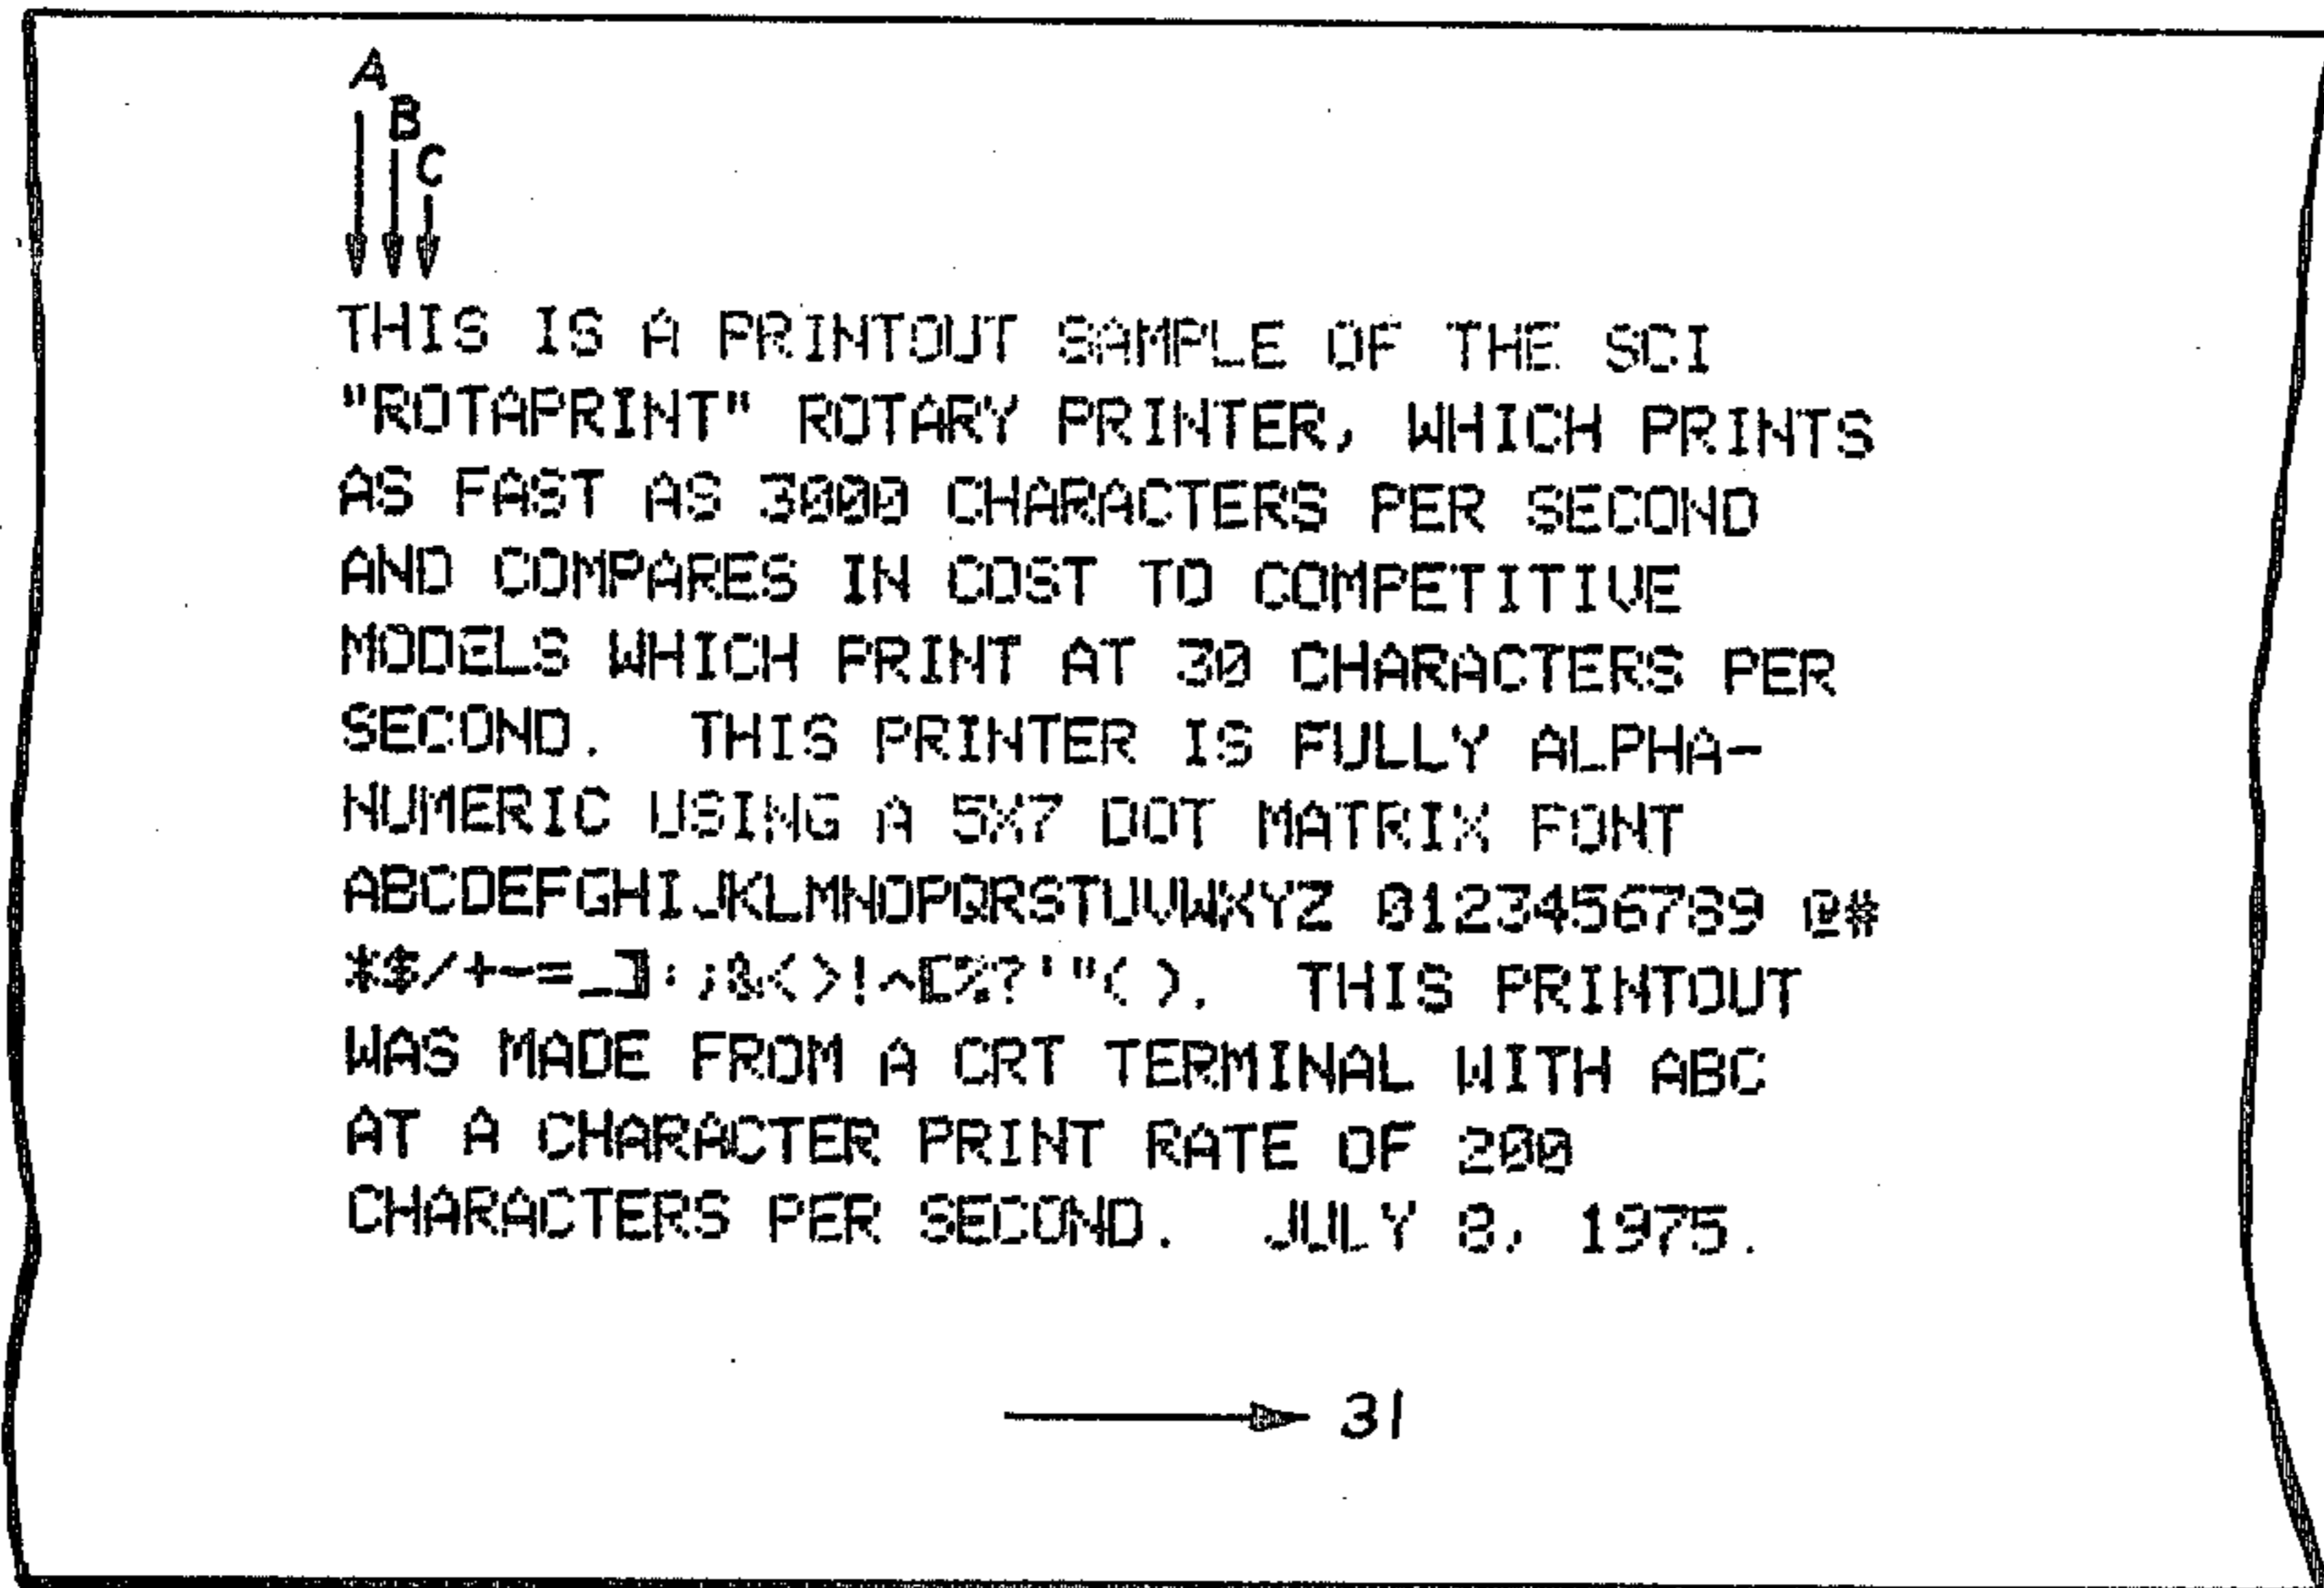 A
B
C
THIS IS A PRINTOUT SAMPLE OF THE SCI
"ROTAPRINT" ROTARY PRINTER, WHICH PRINTS
AS FAST AS 3000 CHARACTERS PER SECOND
AND COMPARES IN COST TO COMPETITIVE
MODELS WHICH PRINT AT 30 CHARACTERS PER
SECOND.  THIS PRINTER IS FULLY ALPHA-
NUMERIC USING A 5X7 DOT MATRIX FONT
ABCDEFGHIJKLMNOPQRSTUVWXYZ 0123456789 @#
*$/+-=_]:;&<>!^[%?'"().  THIS PRINTOUT
WAS MADE FROM A CRT TERMINAL WITH ABC
AT A CHARACTER PRINT RATE OF 200
CHARACTERS PER SECOND.  JULY 8, 1975.
31